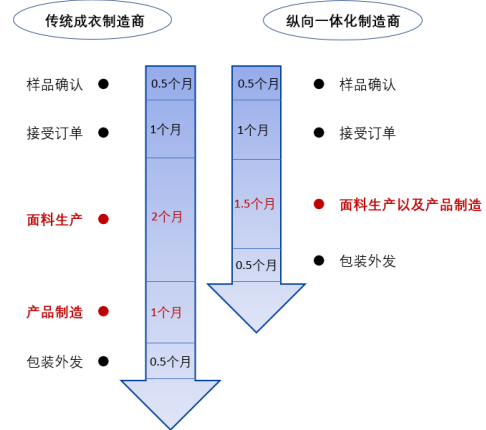 传统成衣制造商
纵向一体化制造商
样品确认
0.5个月
0.5个月
样品确认
接受订单
1个月
1个月
接受订单
面料生产
2个月
1.5个月
面料生产以及产品制造
0.5个月
包装外发
产品制造
1个月
包装外发
0.5个月